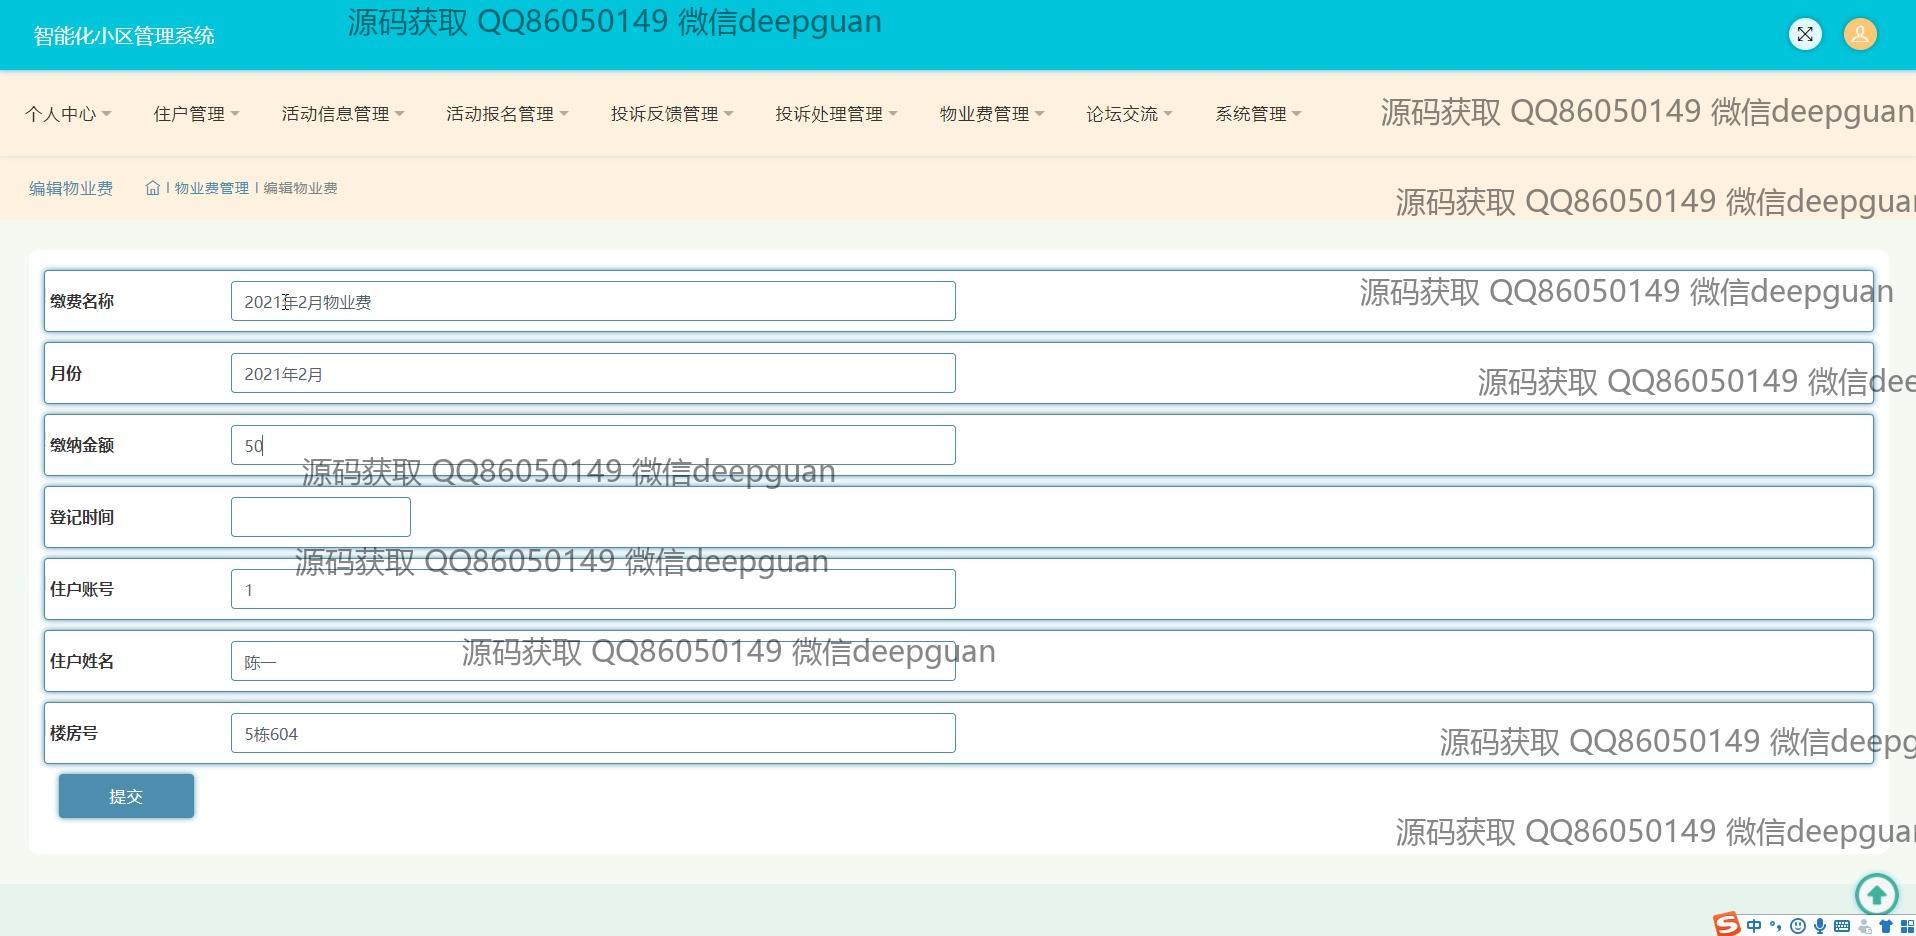 智能化小区管理系统
源码获取 QQ86050149 微信deepguan
个人中心 住户管理 活动信息管理 活动报名管理 投诉反馈管理 投诉处理管理 物业费管理 论坛交流 系统管理
源码获取 QQ86050149 微信deepguan
编辑物业费 物业费管理 编辑物业费
源码获取 QQ86050149 微信deepguan
缴费名称 2021年2月物业费
源码获取 QQ86050149 微信deepguan
月份 2021年2月
源码获取 QQ86050149 微信dee
缴纳金额 50
源码获取 QQ86050149 微信deepguan
登记时间
源码获取 QQ86050149 微信deepguan
住户账号 1
住户姓名 陈一
源码获取 QQ86050149 微信deepguan
楼房号 5栋604
源码获取 QQ86050149 微信deepg
提交
源码获取 QQ86050149 微信deepguan
中